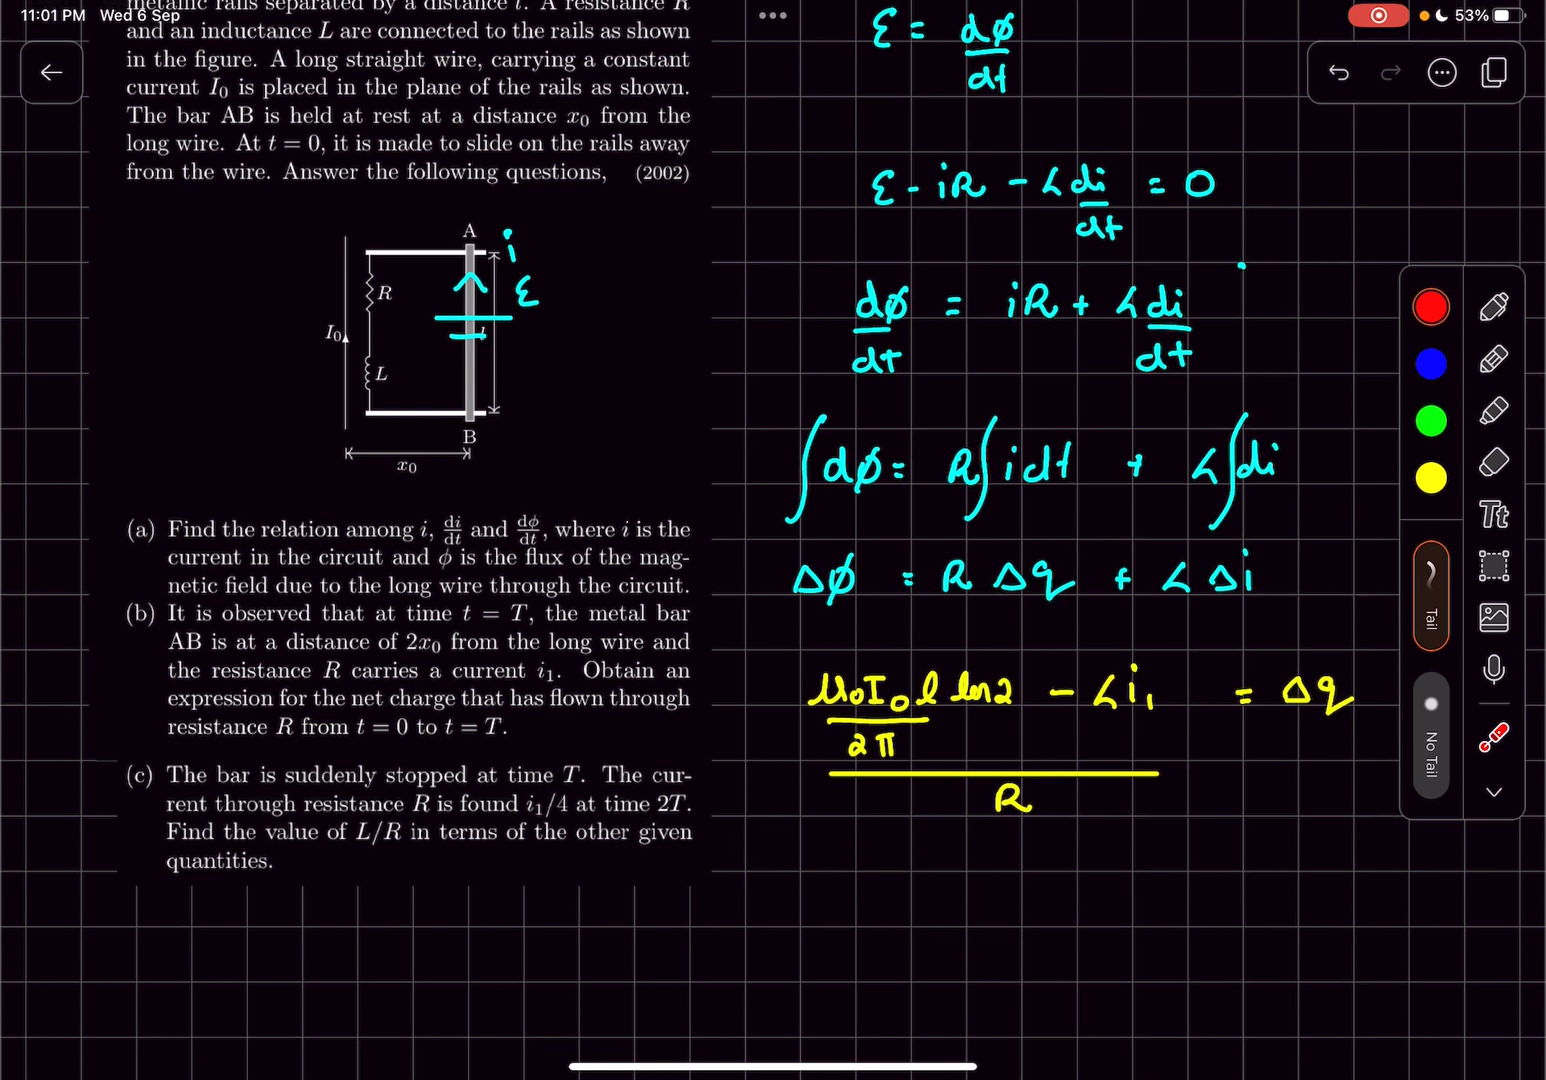 11:01 PM Wed 6 Sep
53%
metallic rails separated by a distance l. A resistance R
and an inductance L are connected to the rails as shown
in the figure. A long straight wire, carrying a constant
current I₀ is placed in the plane of the rails as shown.
The bar AB is held at rest at a distance x₀ from the
long wire. At t = 0, it is made to slide on the rails away
from the wire. Answer the following questions, (2002)
A
i
R
ε
I₀
l
L
B
x₀
(a) Find the relation among i, di/dt and dϕ/dt, where i is the
current in the circuit and ϕ is the flux of the mag-
netic field due to the long wire through the circuit.
(b) It is observed that at time t = T, the metal bar
AB is at a distance of 2x₀ from the long wire and
the resistance R carries a current i₁. Obtain an
expression for the net charge that has flown through
resistance R from t = 0 to t = T.
(c) The bar is suddenly stopped at time T. The cur-
rent through resistance R is found i₁/4 at time 2T.
Find the value of L/R in terms of the other given
quantities.
ε = dϕ/dt
ε - iR - L di/dt = 0
dϕ/dt = iR + L di/dt
∫dϕ = R∫idt + L∫di
Δϕ = R Δq + L Δi
(μ₀I₀l/2π ln2 - Li₁)/R = Δq
Tt
Tail
No Tail